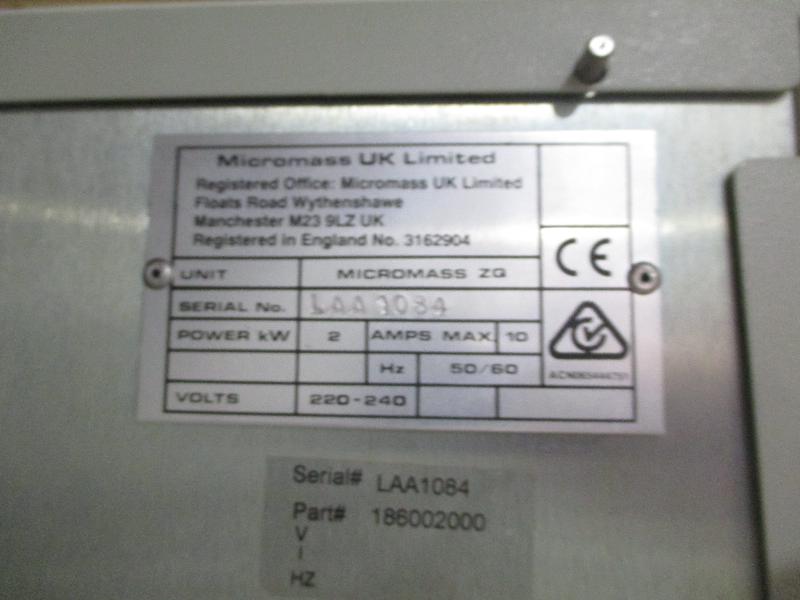 Micromass UK Limited
Registered Office: Micromass UK Limited
Floats Road Wythenshawe
Manchester M23 9LZ UK
Registered in England No. 3162904
CE
UNIT MICROMASS ZQ
SERIAL No. LAA 1084
POWER kW 2 AMPS MAX. 10
Hz 50/60
VOLTS 220-240
Serial# LAA1084
Part# 186002000
V
I
HZ